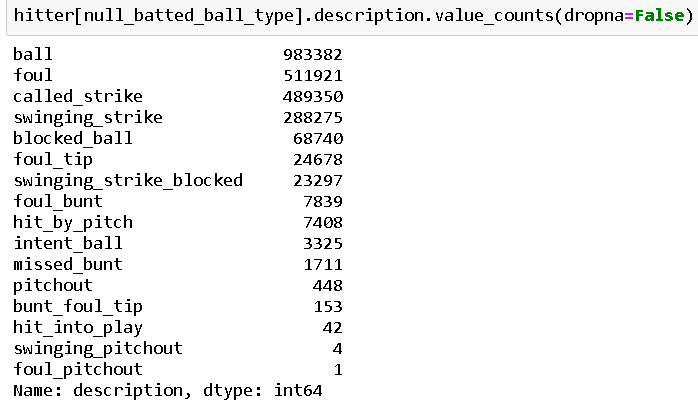 hitter[null_batted_ball_type].description.value_counts(dropna=False)
ball 983382
foul 511921
called_strike 489350
swinging_strike 288275
blocked_ball 68740
foul_tip 24678
swinging_strike_blocked 23297
foul_bunt 7839
hit_by_pitch 7408
intent_ball 3325
missed_bunt 1711
pitchout 448
bunt_foul_tip 153
hit_into_play 42
swinging_pitchout 4
foul_pitchout 1
Name: description, dtype: int64